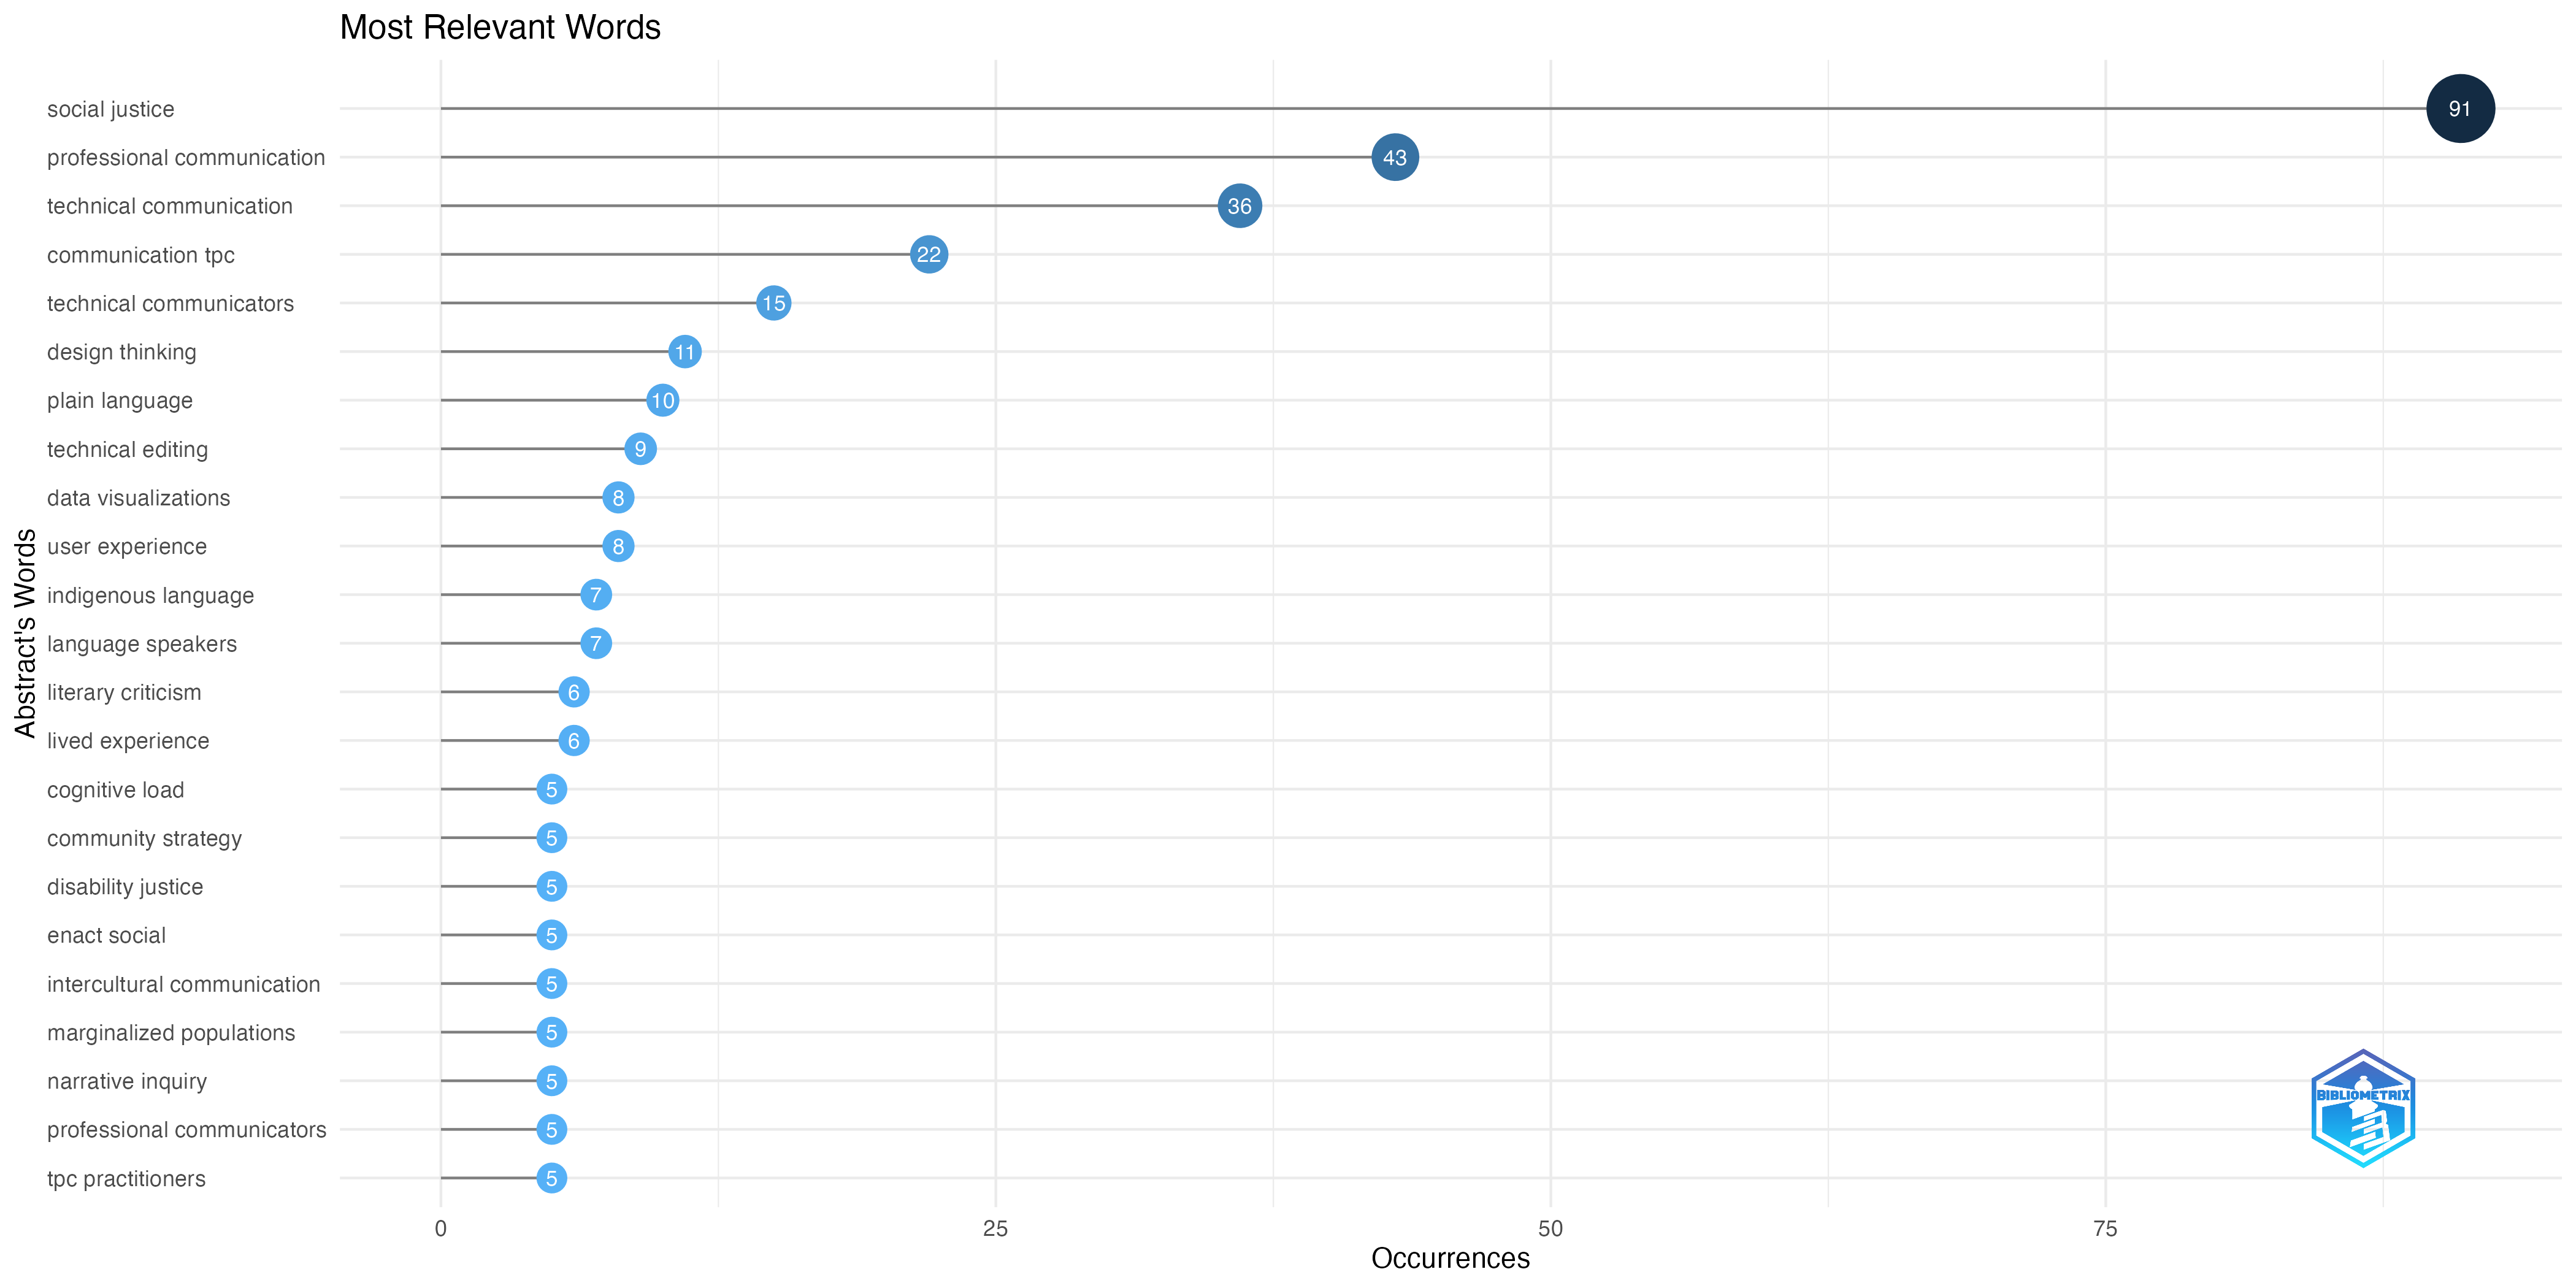 Most Relevant Words
Abstract's Words
social justice 91
professional communication 43
technical communication 36
communication tpc 22
technical communicators 15
design thinking 11
plain language 10
technical editing 9
data visualizations 8
user experience 8
indigenous language 7
language speakers 7
literary criticism 6
lived experience 6
cognitive load 5
community strategy 5
disability justice 5
enact social 5
intercultural communication 5
marginalized populations 5
narrative inquiry 5
professional communicators 5
tpc practitioners 5
BIBLIOMETRIX
0 25 50 75
Occurrences